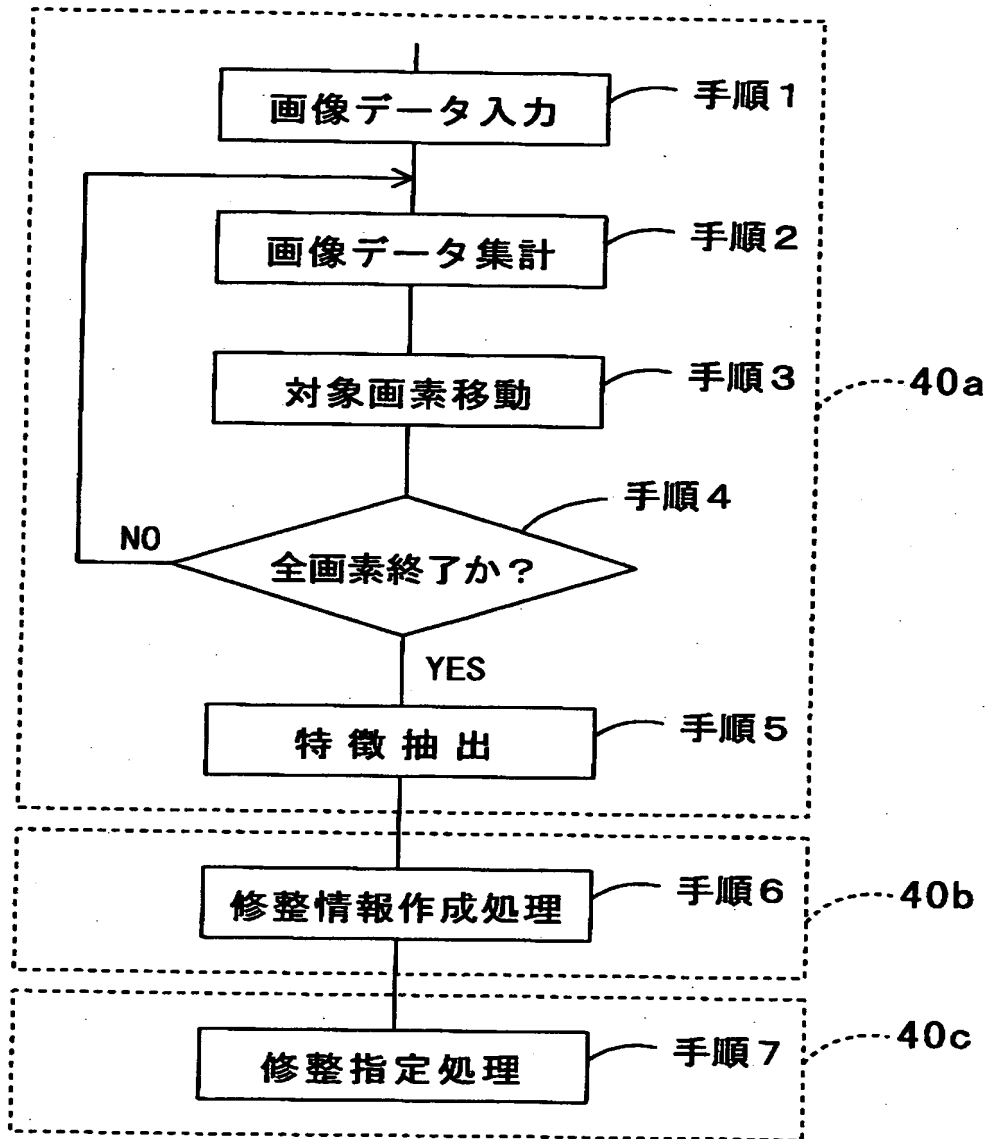 画像データ入力
手順1
画像データ集計
手順2
対象画素移動
手順3
40a
手順4
NO
全画素終了か?
YES
特徴抽出
手順5
修整情報作成処理
手順6
40b
修整指定処理
手順7
40c